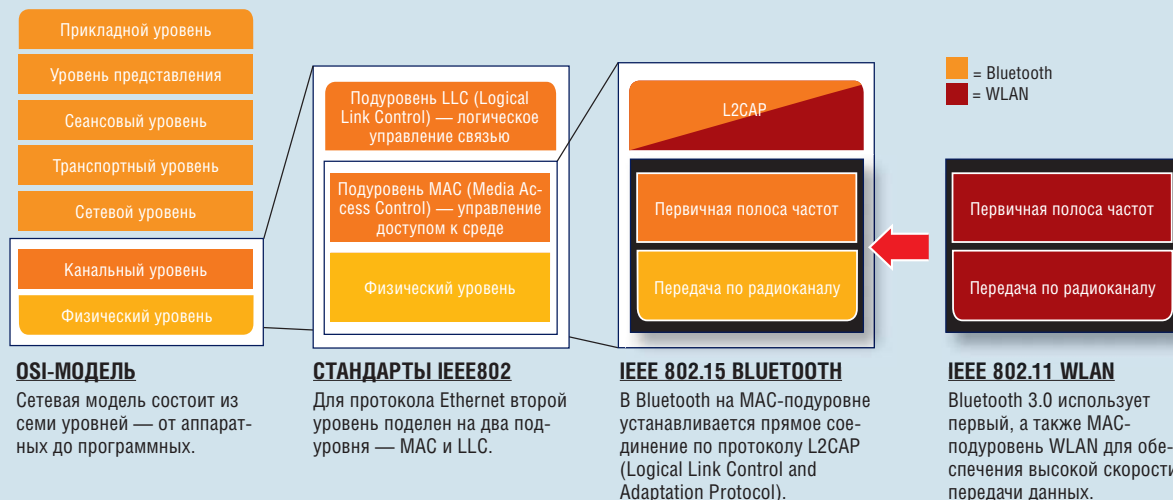 Прикладной уровень
Уровень представления
Сеансовый уровень
Транспортный уровень
Сетевой уровень
Канальный уровень
Физический уровень
OSI-МОДЕЛЬ
Сетевая модель состоит из
семи уровней — от аппарат-
ных до программных.
Подуровень LLC (Logical
Link Control) — логическое
управление связью
Подуровень MAC (Media Ac-
cess Control) — управление
доступом к среде
Физический уровень
СТАНДАРТЫ IEEE802
Для протокола Ethernet второй
уровень поделен на два под-
уровня — MAC и LLC.
L2CAP
Первичная полоса частот
Передача по радиоканалу
IEEE 802.15 BLUETOOTH
В Bluetooth на MAC-подуровне
устанавливается прямое сое-
динение по протоколу L2CAP
(Logical Link Control and
Adaptation Protocol).
= Bluetooth
= WLAN
Первичная полоса частот
Передача по радиоканалу
IEEE 802.11 WLAN
Bluetooth 3.0 использует
первый, а также MAC-
подуровень WLAN для обе-
спечения высокой скорости
передачи данных.